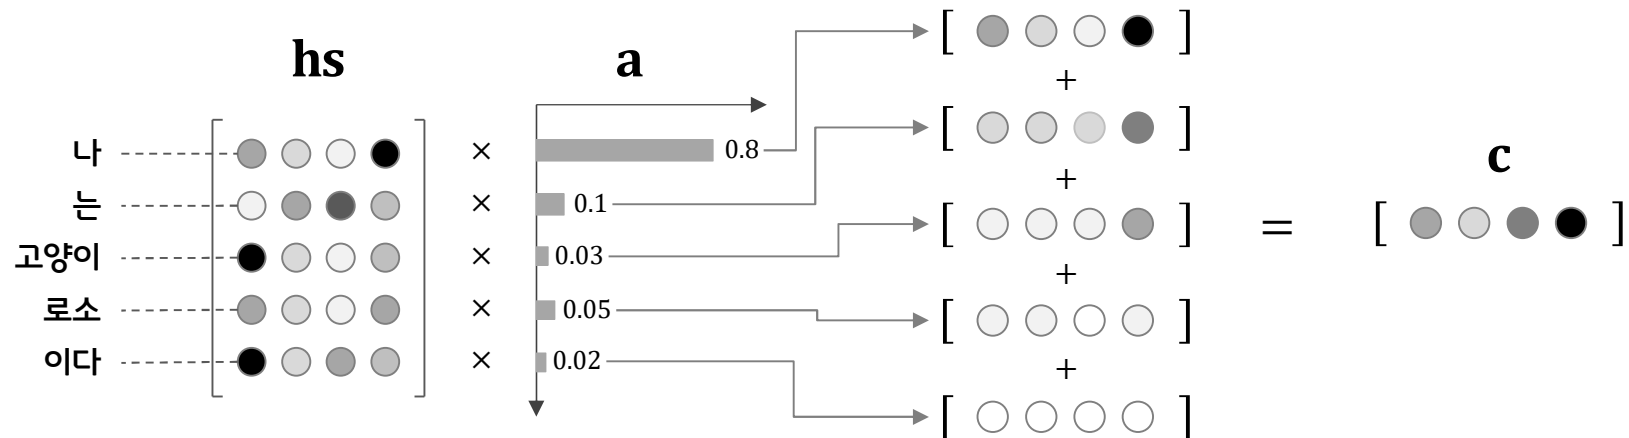 hs a
나 × 0.8
는 × 0.1
고양이 × 0.03
로소 × 0.05
이다 × 0.02
[ ]
+
[ ]
+
[ ]
+
[ ]
+
[ ]
=
c
[ ]